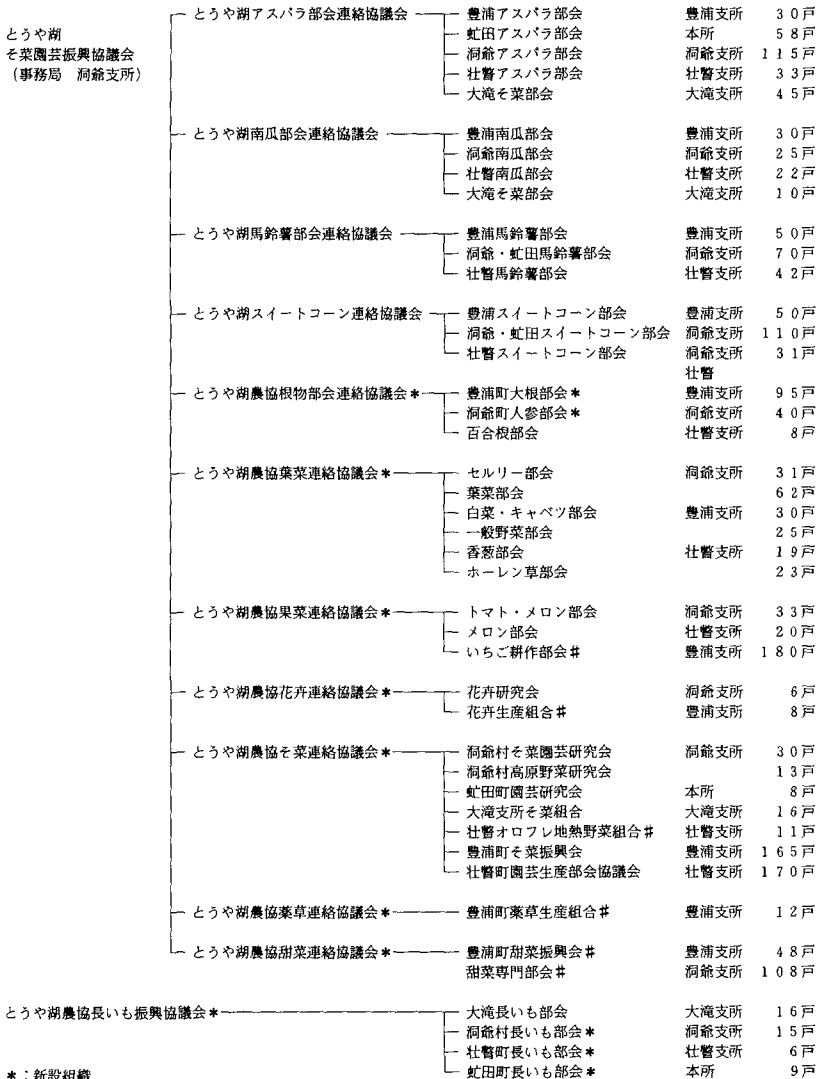 とうや湖
そ菜園芸振興協議会
(事務局 洞爺支所)
とうや湖アスパラ部会連絡協議会 豊浦アスパラ部会 豊浦支所 30戸
虻田アスパラ部会 本所 58戸
洞爺アスパラ部会 洞爺支所 115戸
壮瞥アスパラ部会 壮瞥支所 33戸
大滝そ菜部会 大滝支所 45戸
とうや湖南瓜部会連絡協議会 豊浦南瓜部会 豊浦支所 30戸
洞爺南瓜部会 洞爺支所 25戸
壮瞥南瓜部会 壮瞥支所 22戸
大滝そ菜部会 大滝支所 10戸
とうや湖馬鈴薯部会連絡協議会 豊浦馬鈴薯部会 豊浦支所 50戸
洞爺・虻田馬鈴薯部会 洞爺支所 70戸
壮瞥馬鈴薯部会 壮瞥支所 42戸
とうや湖スイートコーン連絡協議会 豊浦スイートコーン部会 豊浦支所 50戸
洞爺・虻田スイートコーン部会 洞爺支所 110戸
壮瞥スイートコーン部会 洞爺支所 31戸
壮瞥
とうや湖農協根物部会連絡協議会* 豊浦町大根部会* 豊浦支所 95戸
洞爺町人参部会* 洞爺支所 40戸
百合根部会 壮瞥支所 8戸
とうや湖農協葉菜連絡協議会* セルリー部会 洞爺支所 31戸
葉菜部会 62戸
白菜・キャベツ部会 豊浦支所 30戸
一般野菜部会 25戸
香葱部会 壮瞥支所 19戸
ホーレン草部会 23戸
とうや湖農協果菜連絡協議会* トマト・メロン部会 洞爺支所 33戸
メロン部会 壮瞥支所 20戸
いちご耕作部会♯ 豊浦支所 180戸
とうや湖農協花卉連絡協議会* 花卉研究会 洞爺支所 6戸
花卉生産組合♯ 豊浦支所 8戸
とうや湖農協そ菜連絡協議会* 洞爺村そ菜園芸研究会 洞爺支所 30戸
洞爺村高原野菜研究会 13戸
虻田町園芸研究会 本所 8戸
大滝支所そ菜組合 大滝支所 16戸
壮瞥オロフレ地熱野菜組合♯ 壮瞥支所 11戸
豊浦町そ菜振興会 豊浦支所 165戸
壮瞥町園芸生産部会協議会 壮瞥支所 170戸
とうや湖農協薬草連絡協議会* 豊浦町薬草生産組合♯ 豊浦支所 12戸
とうや湖農協甜菜連絡協議会* 豊浦町甜菜振興会♯ 豊浦支所 48戸
甜菜専門部会♯ 洞爺支所 108戸
とうや湖農協長いも振興協議会* 大滝長いも部会 大滝支所 16戸
洞爺村長いも部会* 洞爺支所 15戸
壮瞥町長いも部会* 壮瞥支所 6戸
虻田町長いも部会* 本所 9戸
*;新設組織